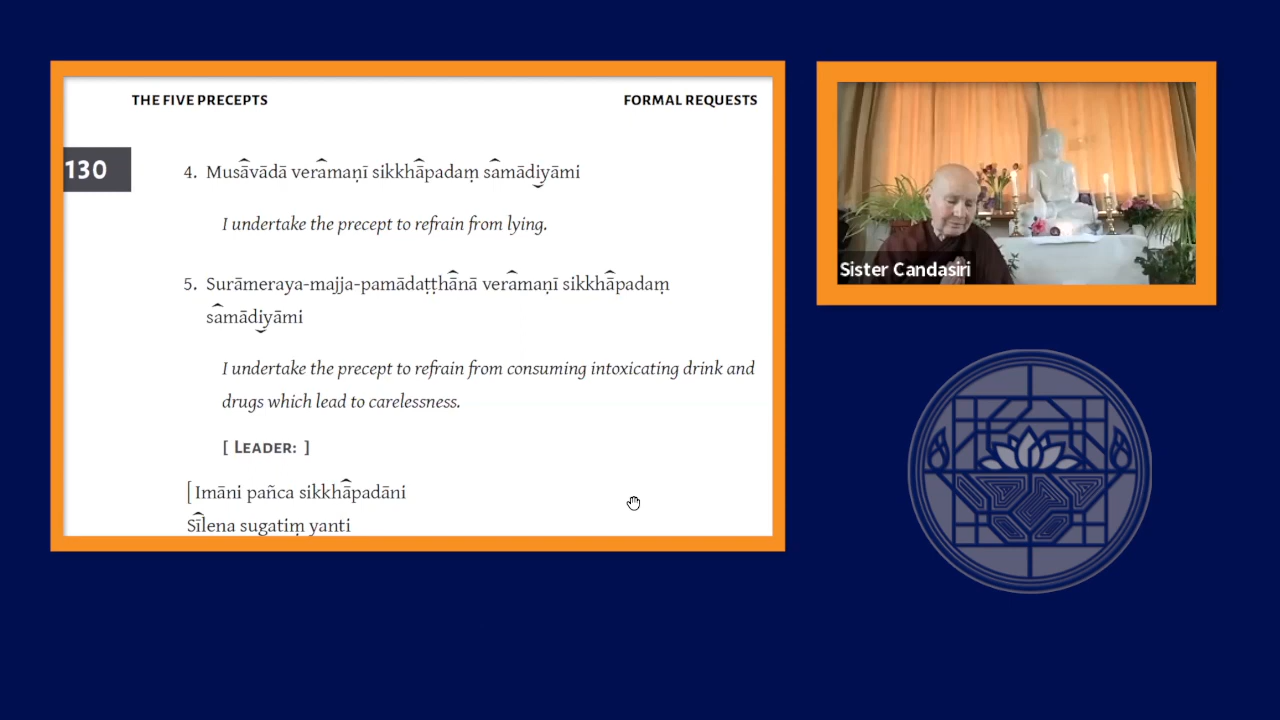 THE FIVE PRECEPTS
FORMAL REQUESTS
130
4. Musāvādā veramaṇī sikkhāpadaṃ samādiyāmi
I undertake the precept to refrain from lying.
5. Surāmeraya-majja-pamādaṭṭhānā veramaṇī sikkhāpadaṃ
samādiyāmi
I undertake the precept to refrain from consuming intoxicating drink and
drugs which lead to carelessness.
[ LEADER: ]
[Imāni pañca sikkhāpadāni
Sīlena sugatiṃ yanti
Sister Candasiri